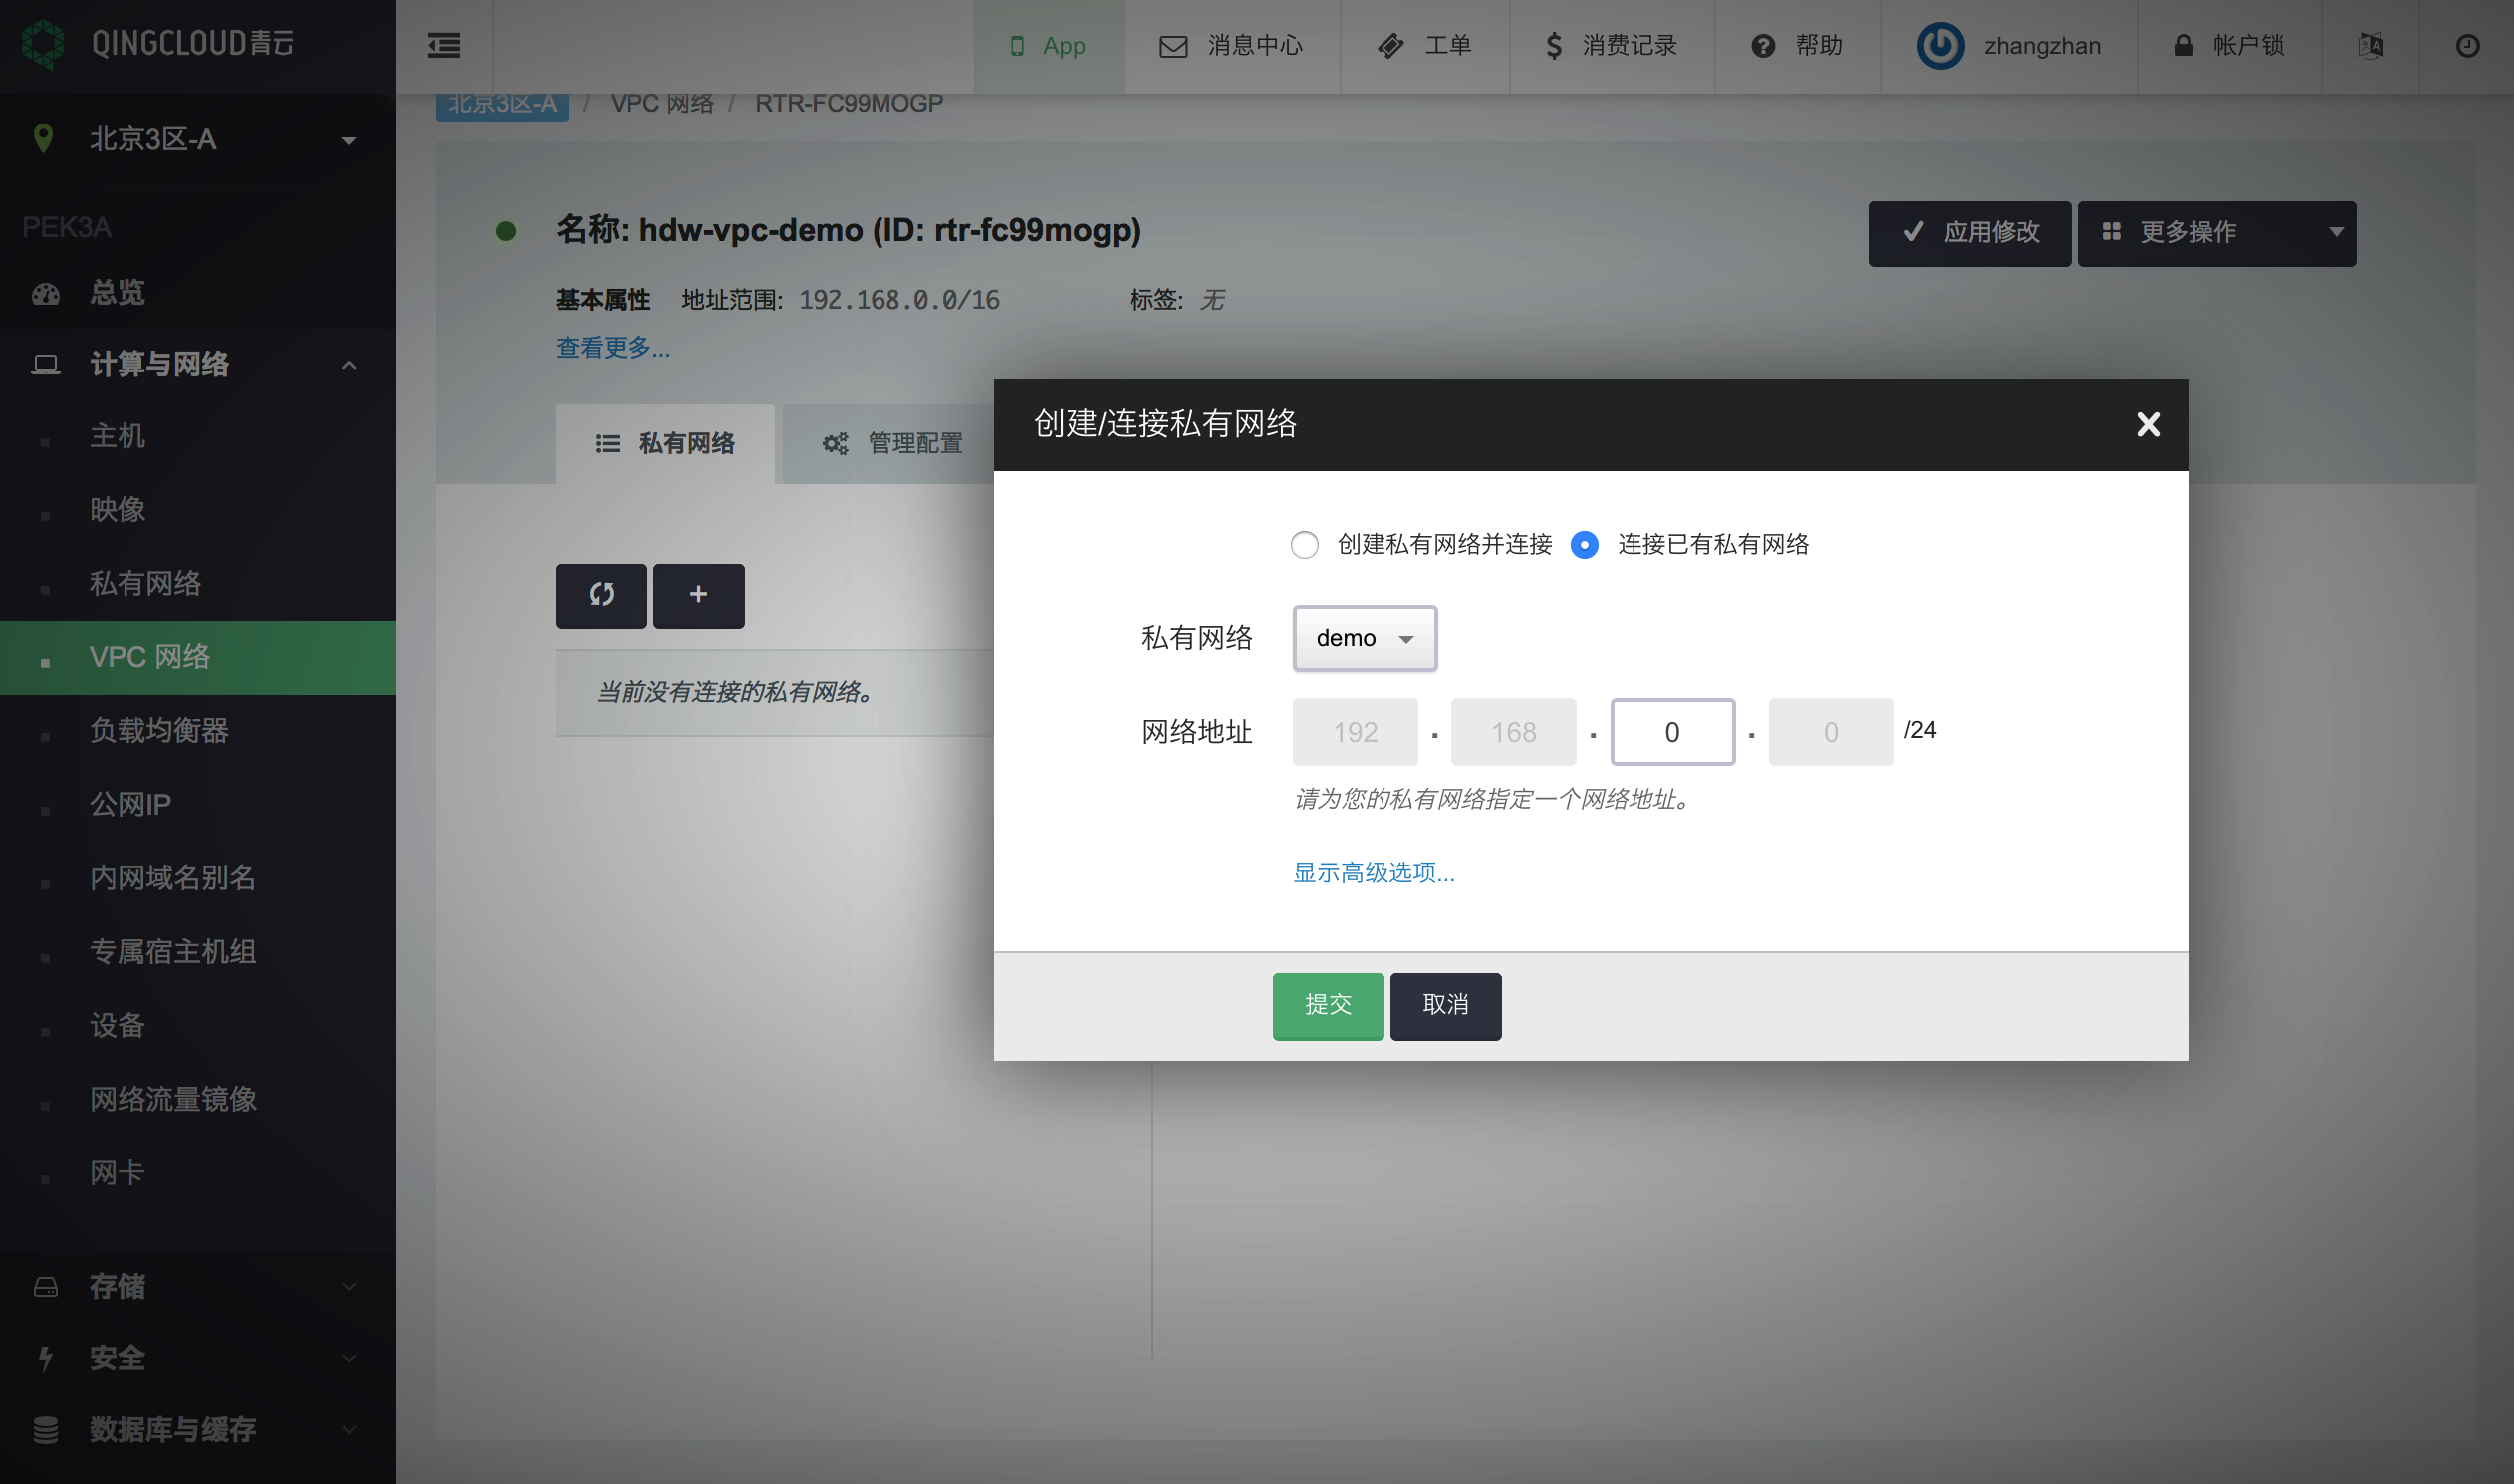 QINGCLOUD青云
App
消息中心
工单
消费记录
帮助
zhangzhan
帐户锁
北京3区-A
PEK3A
总览
计算与网络
主机
映像
私有网络
VPC 网络
负载均衡器
公网IP
内网域名别名
专属宿主机组
设备
网络流量镜像
网卡
存储
安全
数据库与缓存
北京3区-A / VPC 网络 / RTR-FC99MOGP
名称: hdw-vpc-demo (ID: rtr-fc99mogp)
应用修改
更多操作
基本属性 地址范围: 192.168.0.0/16 标签: 无
查看更多...
私有网络
管理配置
当前没有连接的私有网络。
创建/连接私有网络
创建私有网络并连接 连接已有私有网络
私有网络 demo
网络地址 192 . 168 . 0 . 0 /24
请为您的私有网络指定一个网络地址。
显示高级选项...
提交 取消